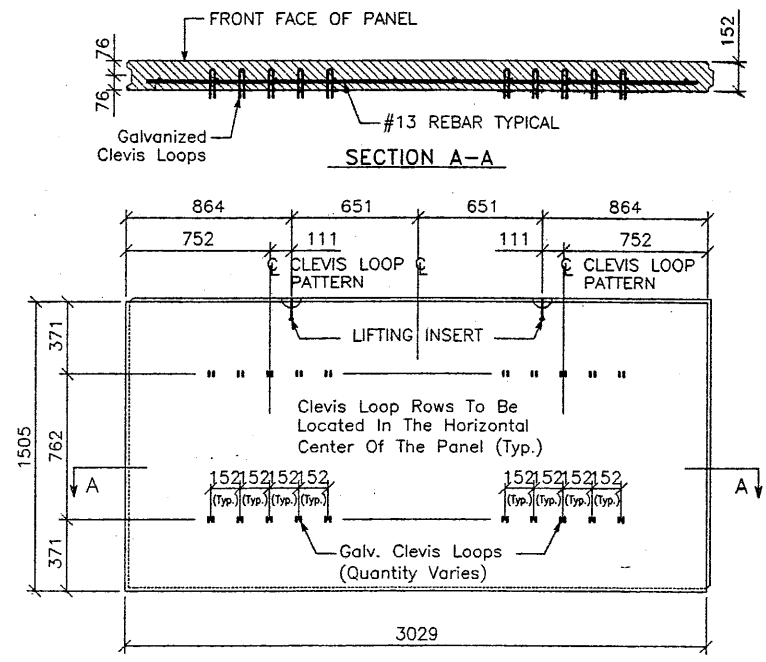 FRONT FACE OF PANEL
76
76
152
Galvanized
Clevis Loops
#13 REBAR TYPICAL
SECTION A-A
864 651 651 864
752 111 111 752
℄ CLEVIS LOOP
PATTERN
℄
℄ CLEVIS LOOP
PATTERN
LIFTING INSERT
371
762
371
1505
Clevis Loop Rows To Be
Located In The Horizontal
Center Of The Panel (Typ.)
A A
152 152 152 152 152 152 152 152
(Typ.) (Typ.) (Typ.) (Typ.) (Typ.) (Typ.) (Typ.) (Typ.)
Galv. Clevis Loops
(Quantity Varies)
3029